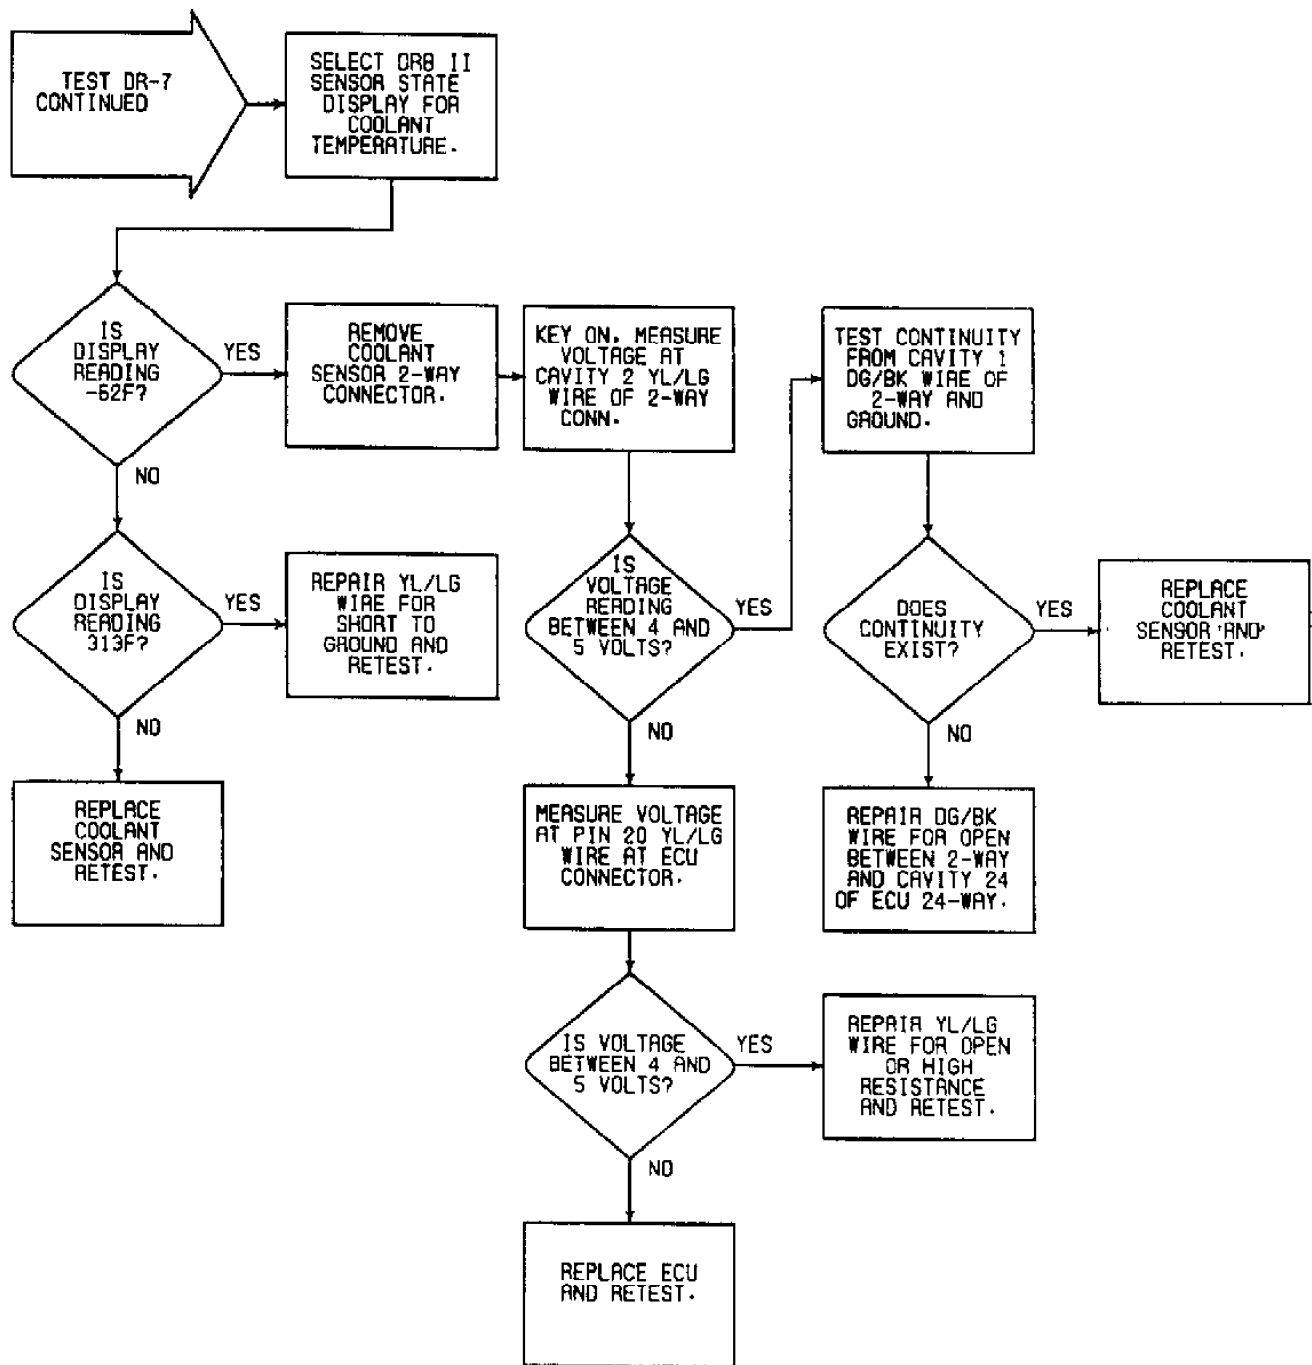 TEST DR-7
CONTINUED
SELECT DRB II
SENSOR STATE
DISPLAY FOR
COOLANT
TEMPERATURE.
IS
DISPLAY
READING
-62F?
YES
NO
REMOVE
COOLANT
SENSOR 2-WAY
CONNECTOR.
KEY ON. MEASURE
VOLTAGE AT
CAVITY 2 YL/LG
WIRE OF 2-WAY
CONN.
TEST CONTINUITY
FROM CAVITY 1
DG/BK WIRE OF
2-WAY AND
GROUND.
IS
DISPLAY
READING
313F?
YES
NO
REPAIR YL/LG
WIRE FOR
SHORT TO
GROUND AND
RETEST.
IS
VOLTAGE
READING
BETWEEN 4 AND
5 VOLTS?
YES
NO
DOES
CONTINUITY
EXIST?
YES
NO
REPLACE
COOLANT
SENSOR AND
RETEST.
REPLACE
COOLANT
SENSOR AND
RETEST.
MEASURE VOLTAGE
AT PIN 20 YL/LG
WIRE AT ECU
CONNECTOR.
REPAIR DG/BK
WIRE FOR OPEN
BETWEEN 2-WAY
AND CAVITY 24
OF ECU 24-WAY.
IS VOLTAGE
BETWEEN 4 AND
5 VOLTS?
YES
NO
REPAIR YL/LG
WIRE FOR OPEN
OR HIGH
RESISTANCE
AND RETEST.
REPLACE ECU
AND RETEST.